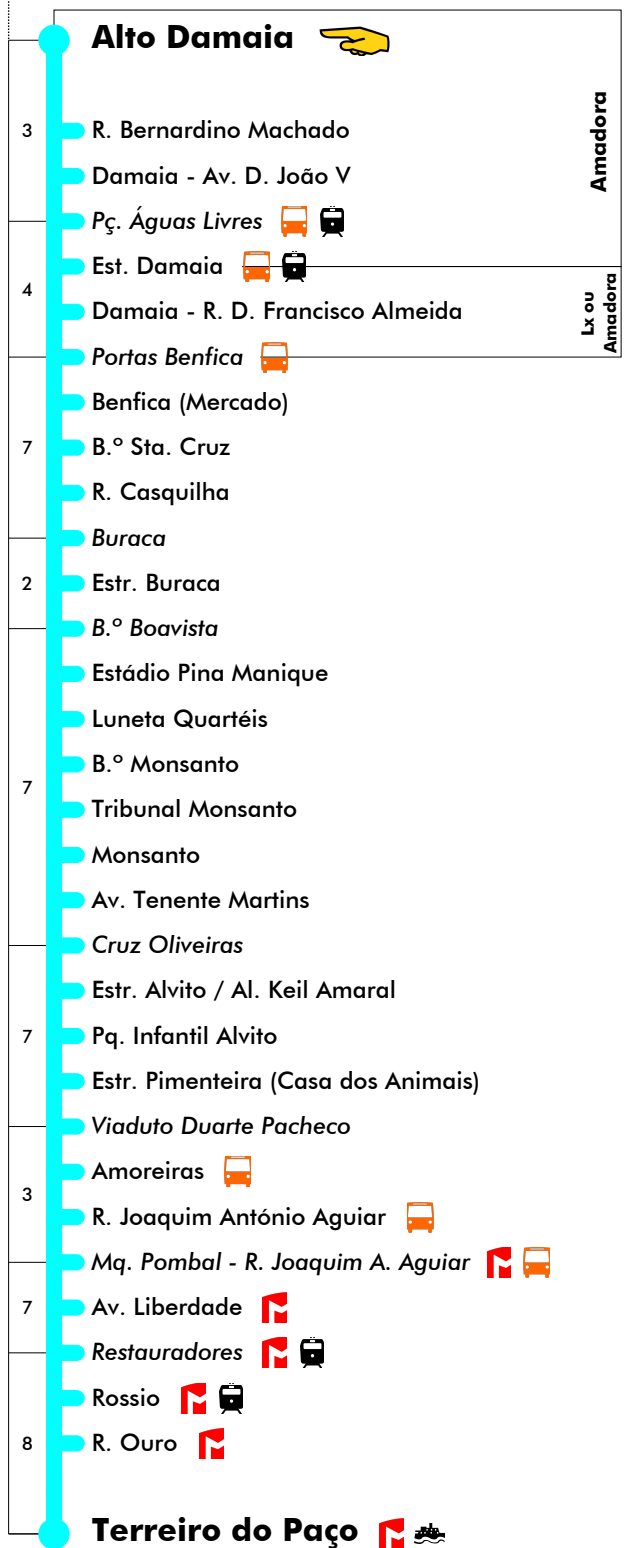 Alto Damaia
Amadora
3
R. Bernardino Machado
Damaia - Av. D. João V
Pç. Águas Livres
Est. Damaia
4
Lx ou
Amadora
Damaia - R. D. Francisco Almeida
Portas Benfica
Benfica (Mercado)
7
B.º Sta. Cruz
R. Casquilha
Buraca
2
Estr. Buraca
B.º Boavista
Estádio Pina Manique
Luneta Quartéis
B.º Monsanto
7
Tribunal Monsanto
Monsanto
Av. Tenente Martins
Cruz Oliveiras
Estr. Alvito / Al. Keil Amaral
7
Pq. Infantil Alvito
Estr. Pimenteira (Casa dos Animais)
Viaduto Duarte Pacheco
Amoreiras
3
R. Joaquim António Aguiar
Mq. Pombal - R. Joaquim A. Aguiar
7
Av. Liberdade
Restauradores
Rossio
8
R. Ouro
Terreiro do Paço